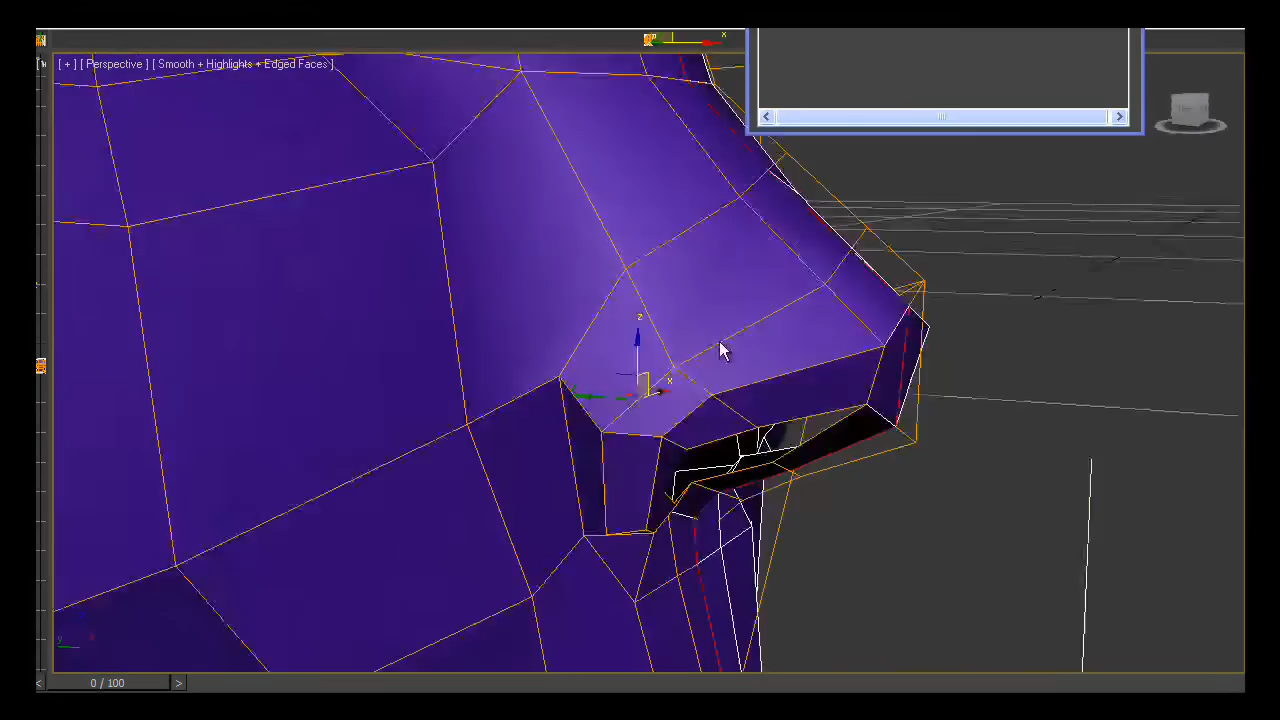 x
[ + ] [ Perspective ] [ Smooth + Highlights + Edged Faces ]
z
x
y
< 0 / 100 >